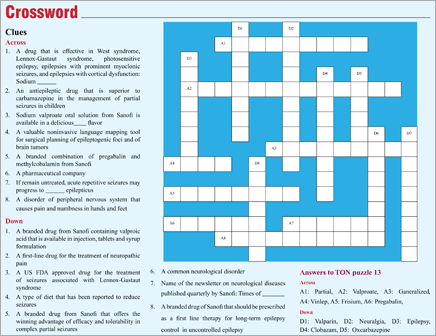 Crossword
Clues
Across
1. A drug that is effective in West syndrome,
Lennox-Gastaut syndrome, photosensitive
epilepsy, epilepsies with prominent myoclonic
seizures, and epilepsies with cortical dysfunction:
Sodium ______
2. An antiepileptic drug that is superior to
carbamazepine in the management of partial
seizures in children
3. Sodium valproate oral solution from Sanofi is
available in a delicious____ flavor
4. A valuable noninvasive language mapping tool
for surgical planning of epileptogenic foci and of
brain tumors
5. A branded combination of pregabalin and
methylcobalamin from Sanofi
6. A pharmaceutical company
7. If remain untreated, acute repetitive seizures may
progress to ______ epilepticus
8. A disorder of peripheral nervous system that
causes pain and numbness in hands and feet
Down
1. A branded drug from Sanofi containing valproic
acid that is available in injection, tablets and syrup
formulation
2. A first-line drug for the treatment of neuropathic
pain
3. A US FDA approved drug for the treatment
of seizures associated with Lennox-Gastaut
syndrome
4. A type of diet that has been reported to reduce
seizures
5. A branded drug from Sanofi that offers the
winning advantage of efficacy and tolerability in
complex partial seizures
D1
D2
A1
D3
D4
D5
A2
D6
D7
A3
A4
D8
A5
A6
A7
6. A common neurological disorder
7. Name of the newsletter on neurological diseases
published quarterly by Sanofi: Times of ______
8. A branded drug of Sanofi that should be prescribed
as a first line therapy for long-term epilepsy
control in uncontrolled epilepsy
Answers to TON puzzle 13
Across
A1: Partial, A2: Valproate, A3: Generalized,
A4: Vinlep, A5: Frisium, A6: Pregabalin,
Down
D1: Valparin, D2: Neuralgia, D3: Epilepsy,
D4: Clobazam, D5: Oxcarbazepine